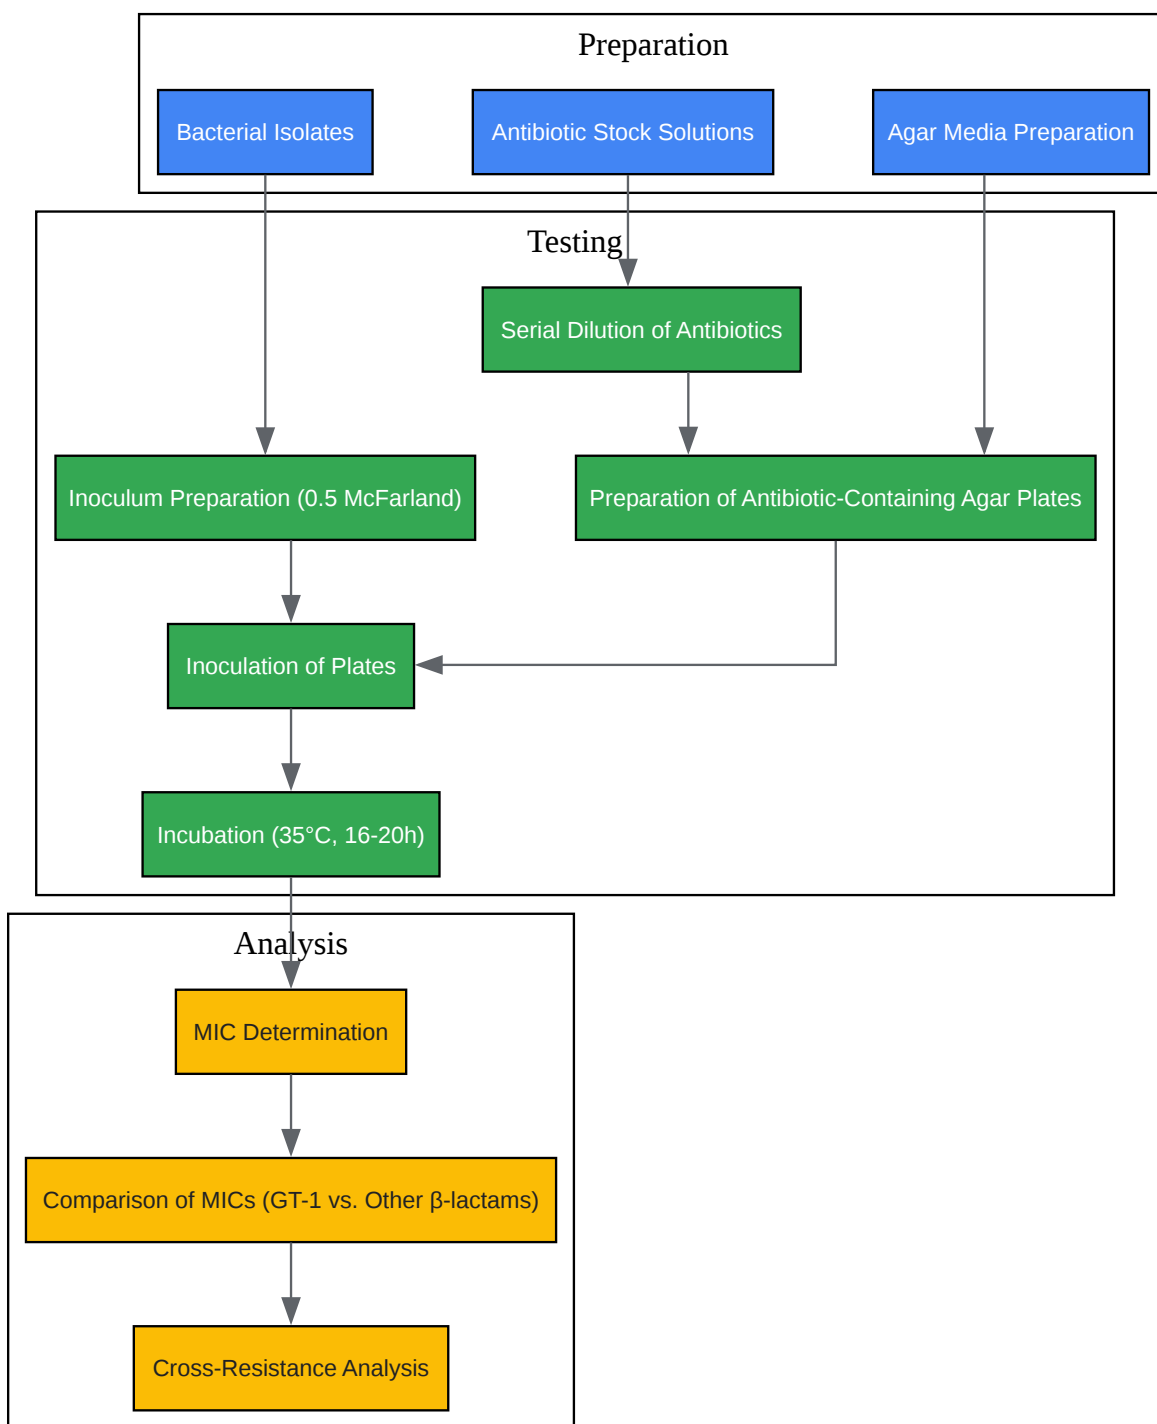 Preparation
Bacterial Isolates
Antibiotic Stock Solutions
Agar Media Preparation
Testing
Serial Dilution of Antibiotics
Inoculum Preparation (0.5 McFarland)
Preparation of Antibiotic-Containing Agar Plates
Inoculation of Plates
Incubation (35°C, 16-20h)
Analysis
MIC Determination
Comparison of MICs (GT-1 vs. Other β-lactams)
Cross-Resistance Analysis